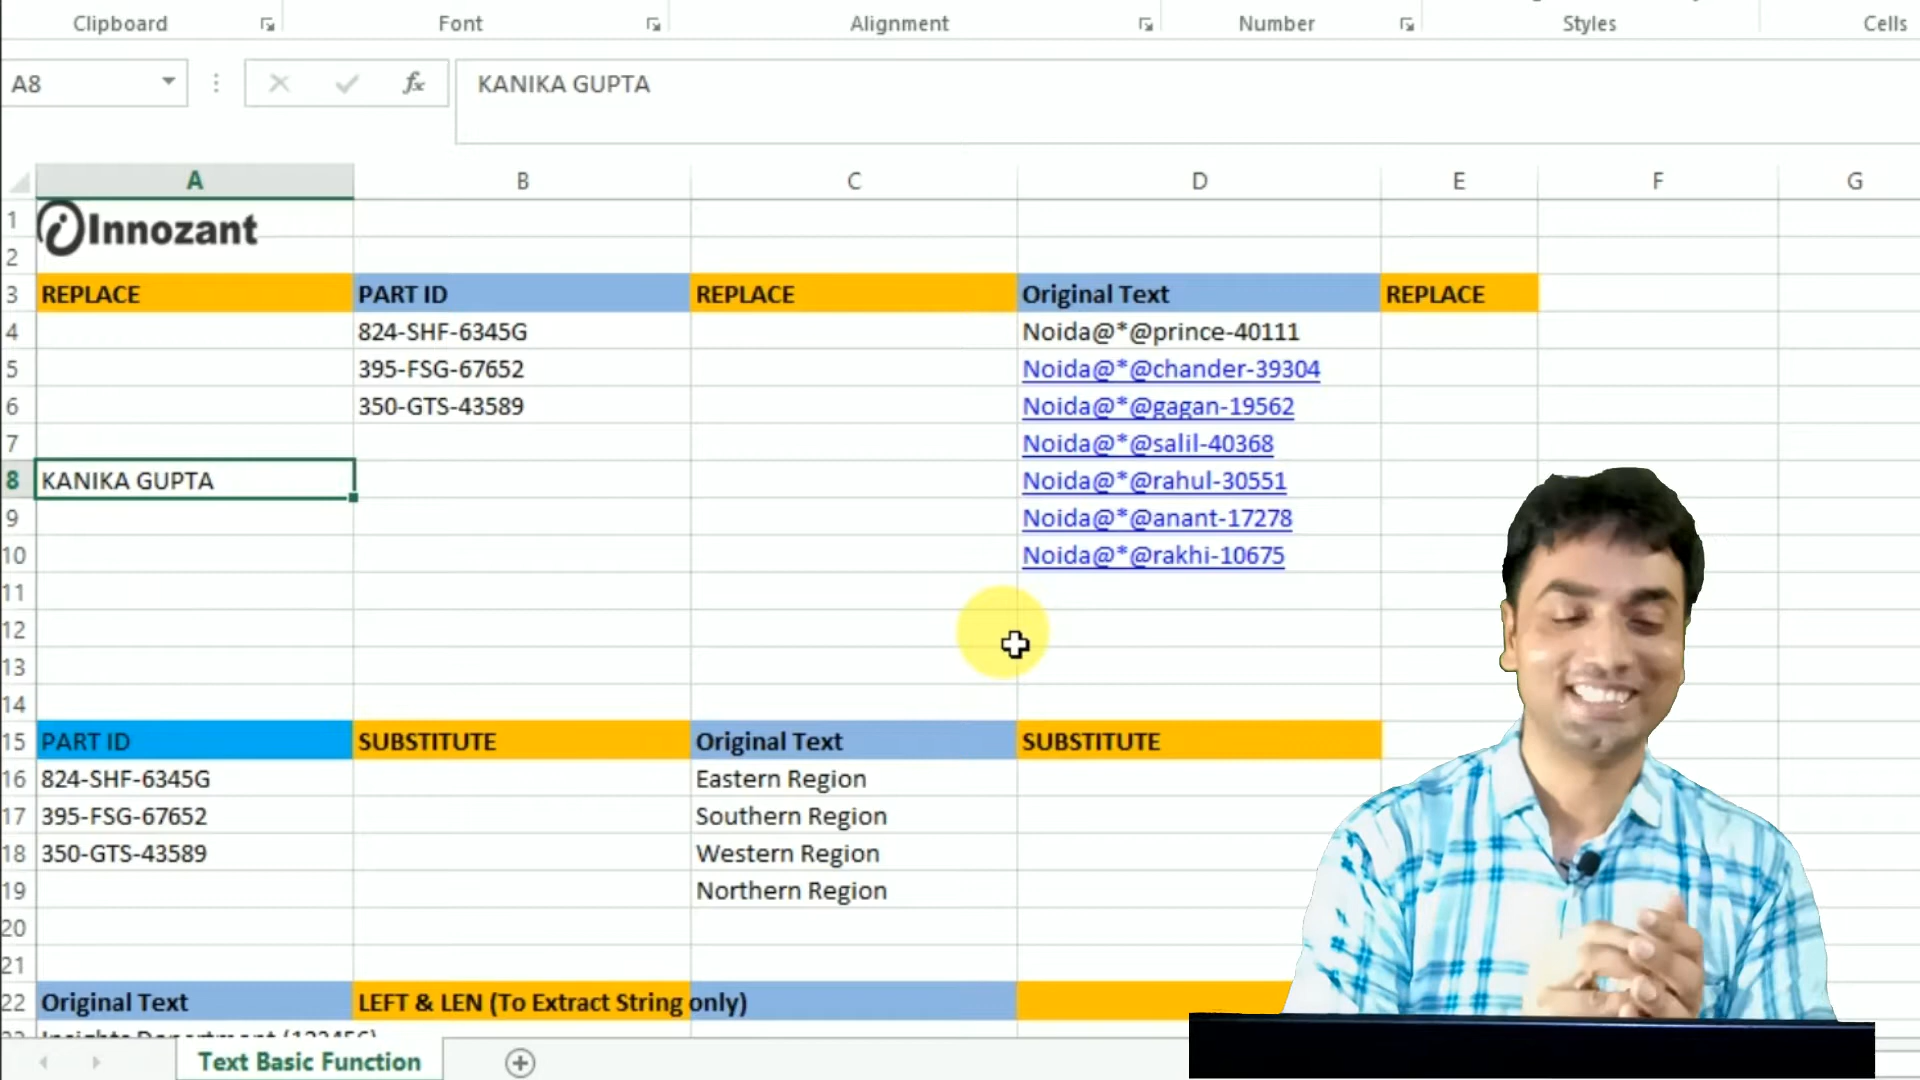 Clipboard Font Alignment Number Styles Cells
A8 fx KANIKA GUPTA
A B C D E F G
1 Innozant
2
3 REPLACE PART ID REPLACE Original Text REPLACE
4 824-SHF-6345G Noida@*@prince-40111
5 395-FSG-67652 Noida@*@chander-39304
6 350-GTS-43589 Noida@*@gagan-19562
7 Noida@*@salil-40368
8 KANIKA GUPTA Noida@*@rahul-30551
9 Noida@*@anant-17278
10 Noida@*@rakhi-10675
11
12
13
14
15 PART ID SUBSTITUTE Original Text SUBSTITUTE
16 824-SHF-6345G Eastern Region
17 395-FSG-67652 Southern Region
18 350-GTS-43589 Western Region
19 Northern Region
20
21
22 Original Text LEFT & LEN (To Extract String only)
Text Basic Function